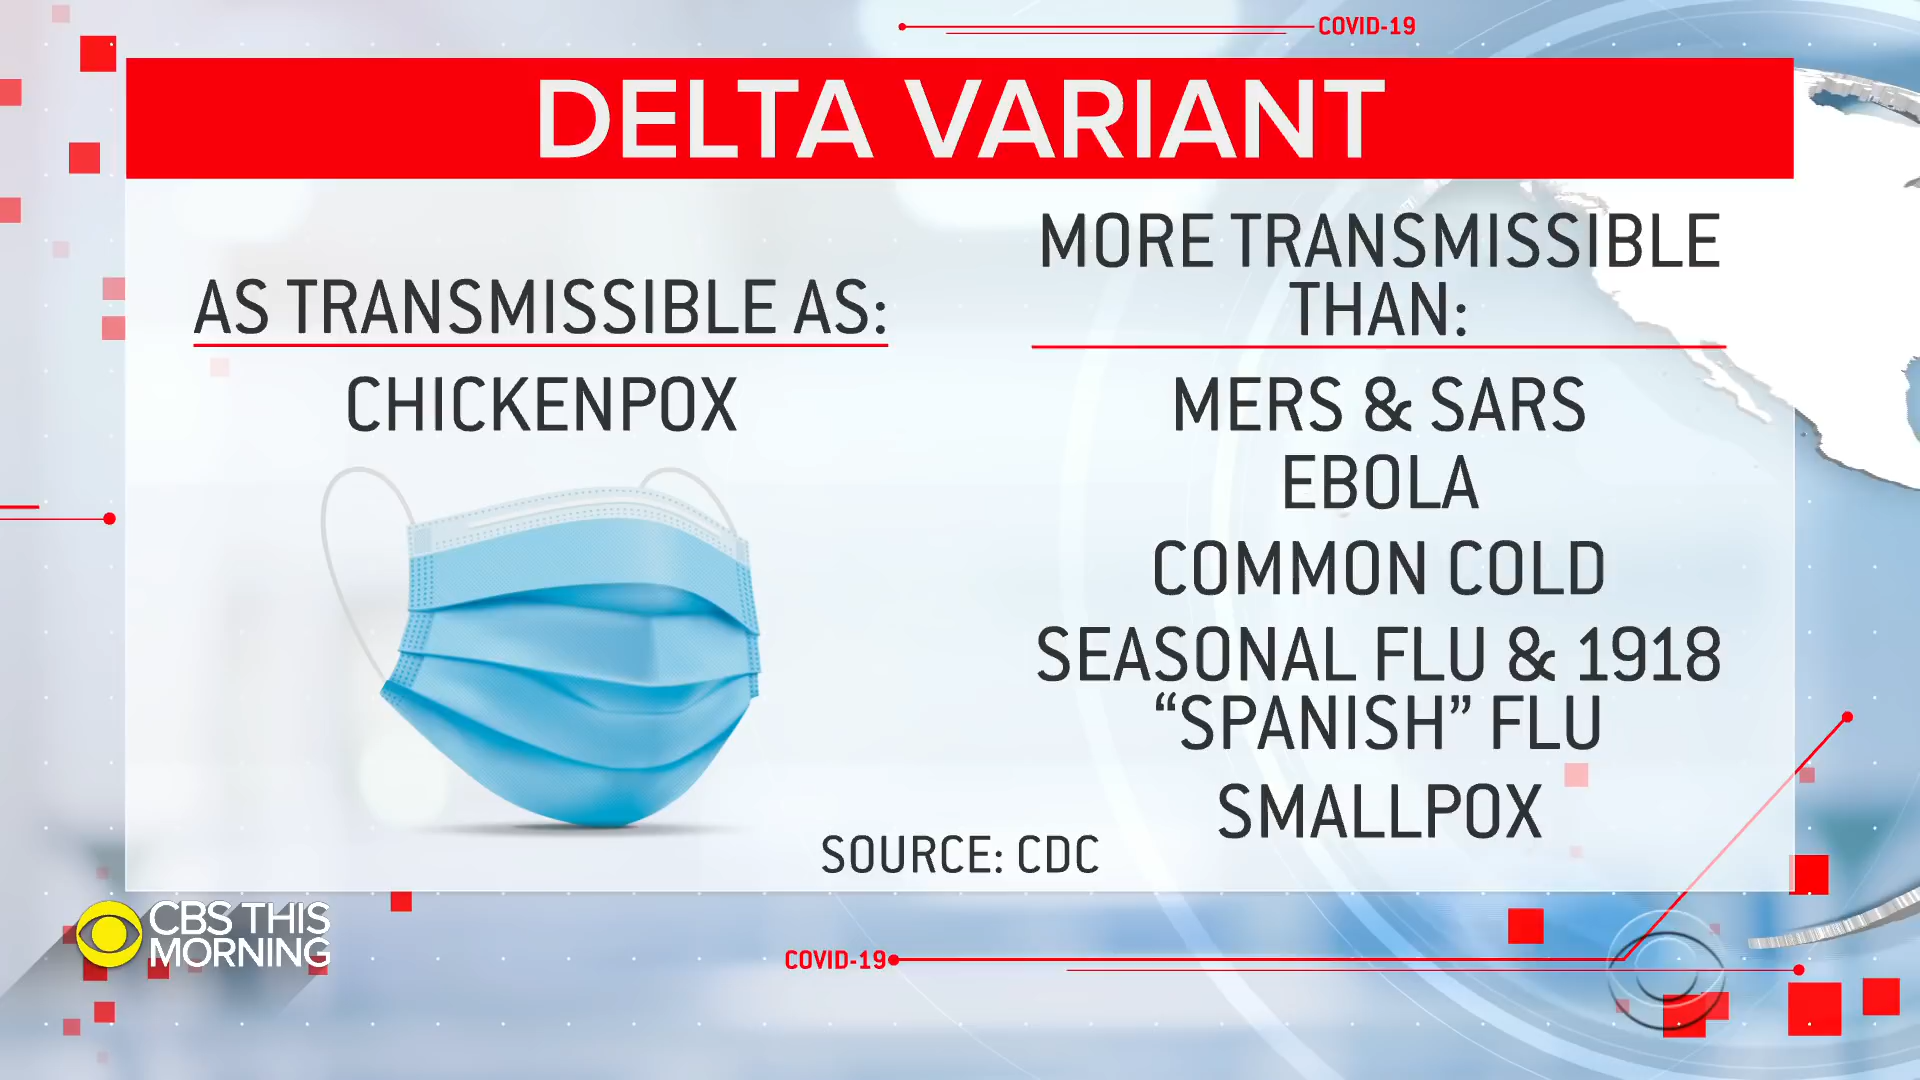 COVID-19
DELTA VARIANT
AS TRANSMISSIBLE AS:
CHICKENPOX
MORE TRANSMISSIBLE
THAN:
MERS & SARS
EBOLA
COMMON COLD
SEASONAL FLU & 1918
“SPANISH” FLU
SMALLPOX
SOURCE: CDC
CBS THIS
MORNING
COVID-19